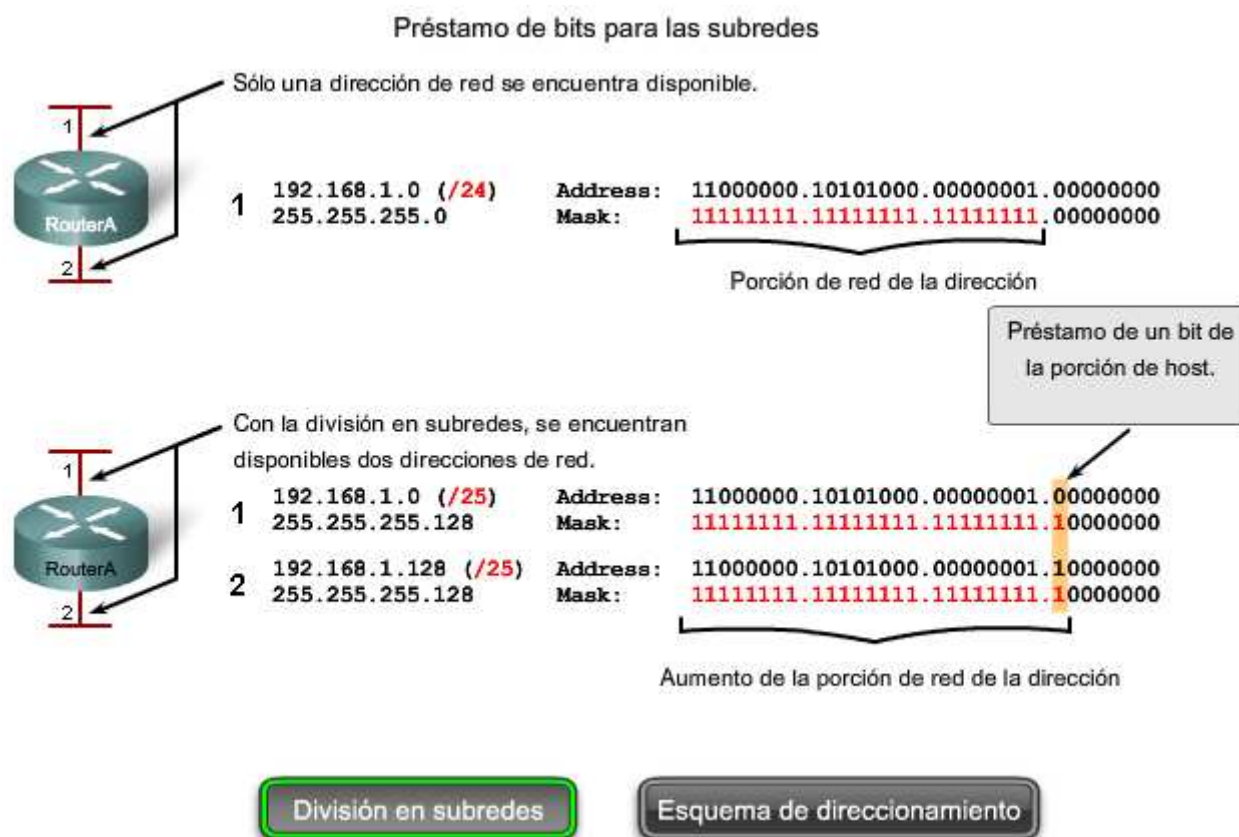 Préstamo de bits para las subredes
Sólo una dirección de red se encuentra disponible.
1
RouterA
2
1
192.168.1.0 (/24) Address: 11000000.10101000.00000001.00000000
255.255.255.0 Mask: 11111111.11111111.11111111.00000000
Porción de red de la dirección
Préstamo de un bit de
la porción de host.
Con la división en subredes, se encuentran
disponibles dos direcciones de red.
1
RouterA
2
1
192.168.1.0 (/25) Address: 11000000.10101000.00000001.00000000
255.255.255.128 Mask: 11111111.11111111.11111111.10000000
2
192.168.1.128 (/25) Address: 11000000.10101000.00000001.10000000
255.255.255.128 Mask: 11111111.11111111.11111111.10000000
Aumento de la porción de red de la dirección
División en subredes
Esquema de direccionamiento